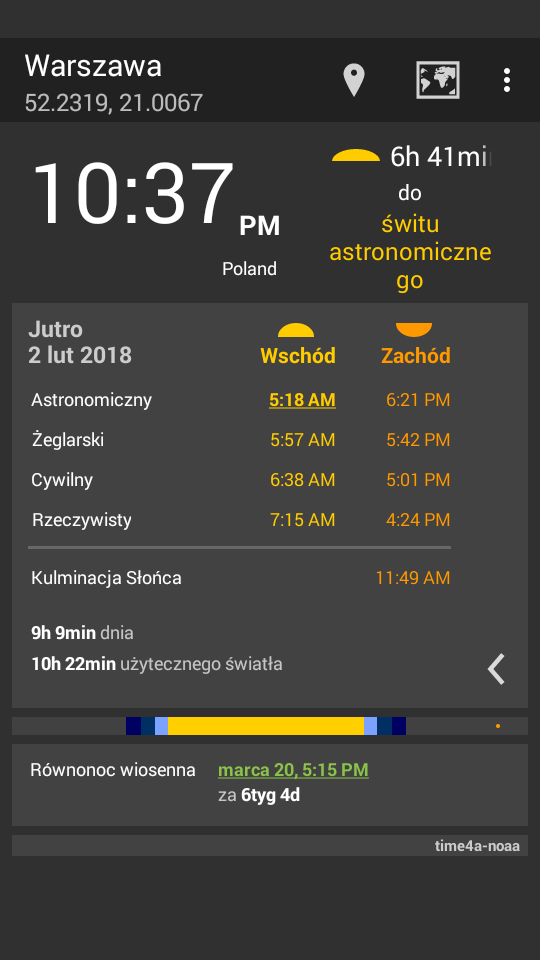 Warszawa
52.2319, 21.0067
10:37 PM
Poland
6h 41mi
do
świtu
astronomiczne
go
Jutro
2 lut 2018
Wschód
Zachód
Astronomiczny 5:18 AM 6:21 PM
Żeglarski 5:57 AM 5:42 PM
Cywilny 6:38 AM 5:01 PM
Rzeczywisty 7:15 AM 4:24 PM
Kulminacja Słońca 11:49 AM
9h 9min dnia
10h 22min użytecznego światła
Równonoc wiosenna marca 20, 5:15 PM
za 6tyg 4d
time4a-noaa